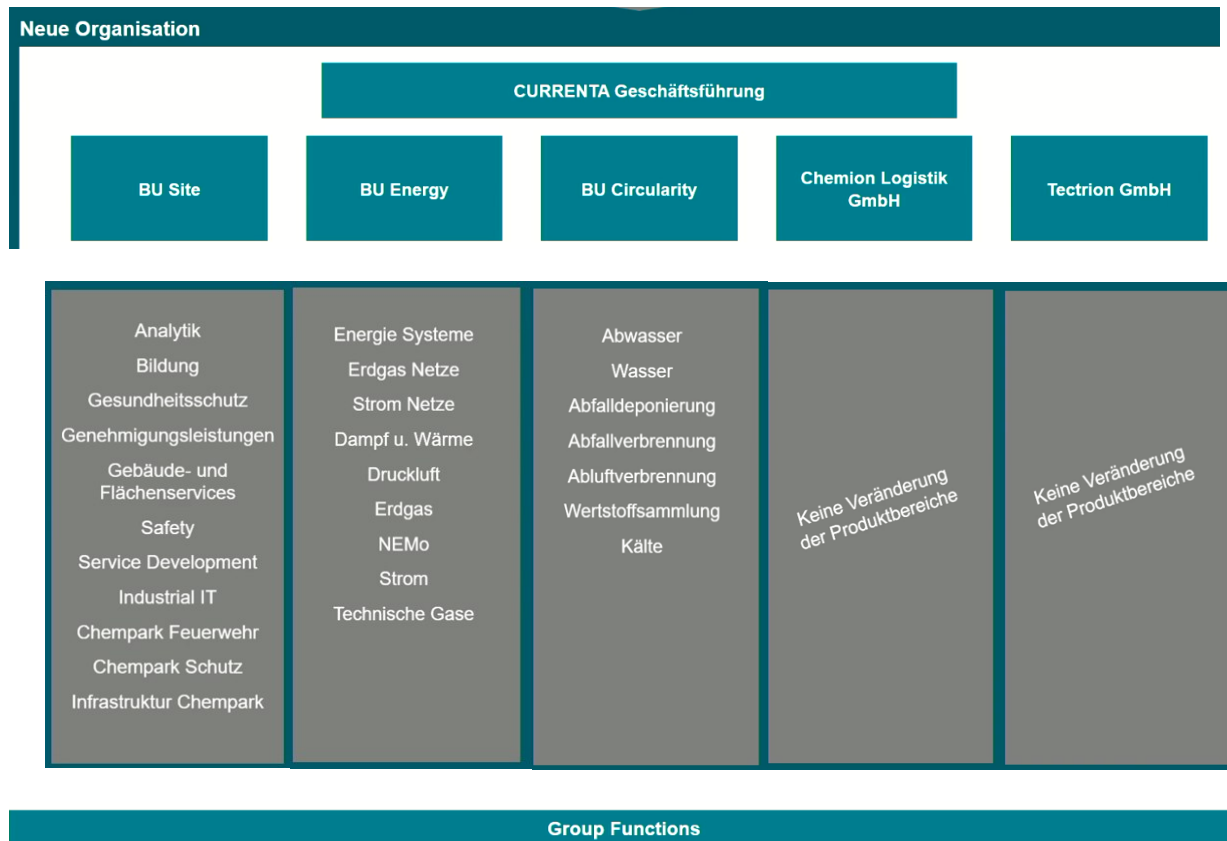 Neue Organisation
CURRENTA Geschäftsführung
BU Site
BU Energy
BU Circularity
Chemion Logistik
GmbH
Tectrion GmbH
Analytik
Bildung
Gesundheitsschutz
Genehmigungsleistungen
Gebäude- und
Flächenservices
Safety
Service Development
Industrial IT
Chempark Feuerwehr
Chempark Schutz
Infrastruktur Chempark
Energie Systeme
Erdgas Netze
Strom Netze
Dampf u. Wärme
Druckluft
Erdgas
NEMo
Strom
Technische Gase
Abwasser
Wasser
Abfalldeponierung
Abfallverbrennung
Abluftverbrennung
Wertstoffsammlung
Kälte
Keine Veränderung
der Produktbereiche
Keine Veränderung
der Produktbereiche
Group Functions